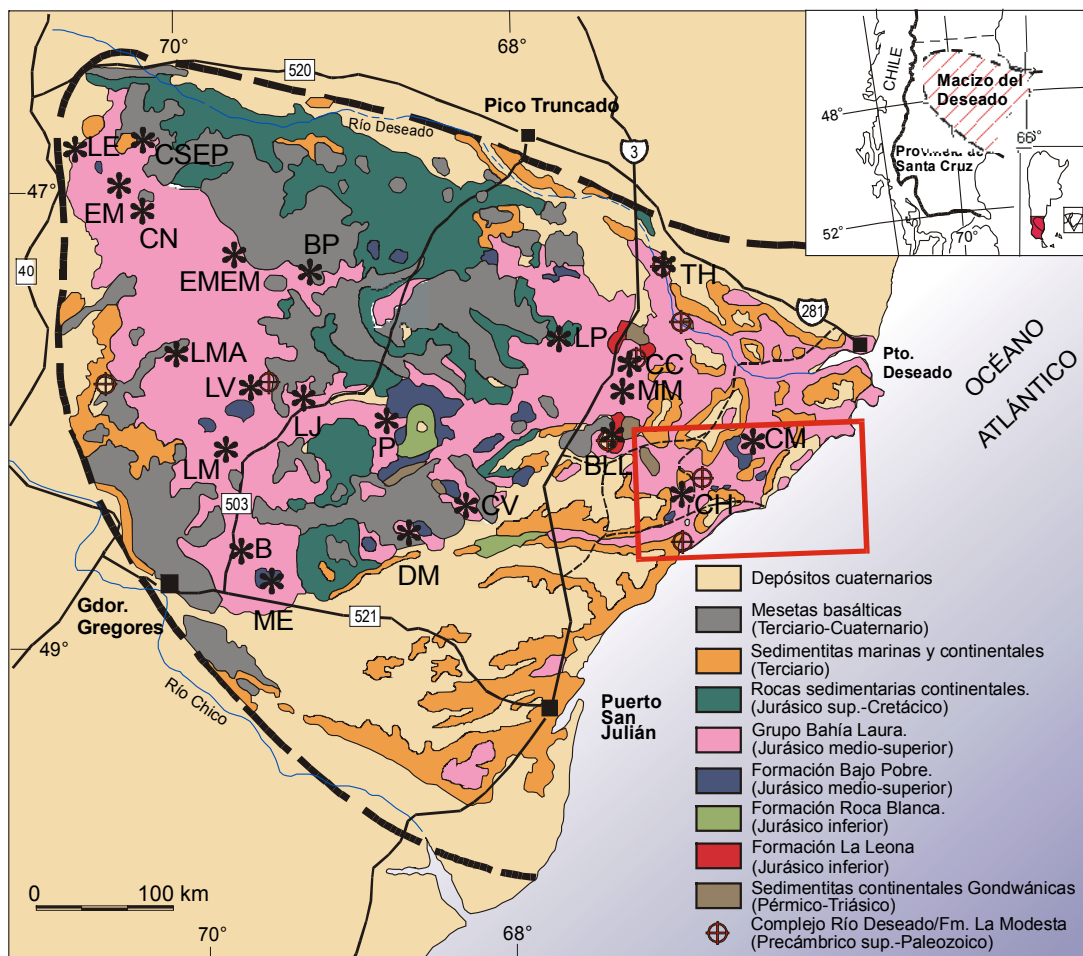 70°
68°
520
Pico Truncado
Río Deseado
3
LE
CSEP
47°
EM
CN
BP
EMEM
TH
40
281
LP
LMA
CC
Pto.
Deseado
LV
MM
LJ
P
CM
LM
BLL
503
CV
CH
B
DM
ME
Gdor.
Gregores
521
49°
Río Chico
Puerto
San
Julián
OCÉANO
ATLÁNTICO
CHILE
Macizo del
Deseado
48°
66°
Provincia de
Santa Cruz
52°
70°
Depósitos cuaternarios
Mesetas basálticas
(Terciario-Cuaternario)
Sedimentitas marinas y continentales
(Terciario)
Rocas sedimentarias continentales.
(Jurásico sup.-Cretácico)
Grupo Bahía Laura.
(Jurásico medio-superior)
Formación Bajo Pobre.
(Jurásico medio-superior)
Formación Roca Blanca.
(Jurásico inferior)
Formación La Leona
(Jurásico inferior)
Sedimentitas continentales Gondwánicas
(Pérmico-Triásico)
Complejo Río Deseado/Fm. La Modesta
(Precámbrico sup.-Paleozoico)
0
100 km
70°
68°